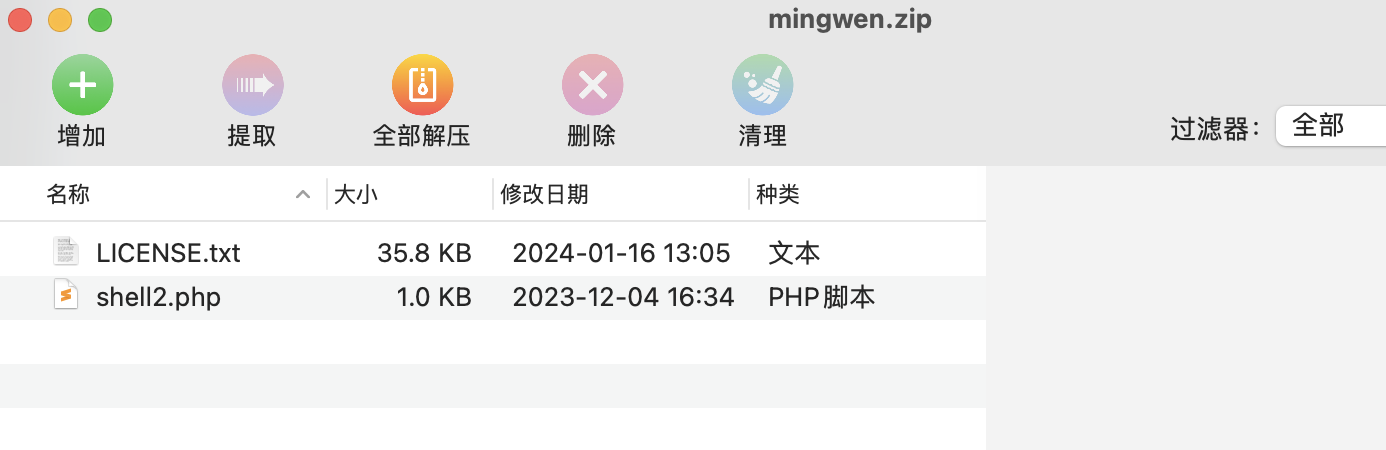 mingwen.zip
增加 提取 全部解压 删除 清理
过滤器： 全部
名称 大小 修改日期 种类
LICENSE.txt 35.8 KB 2024-01-16 13:05 文本
shell2.php 1.0 KB 2023-12-04 16:34 PHP脚本